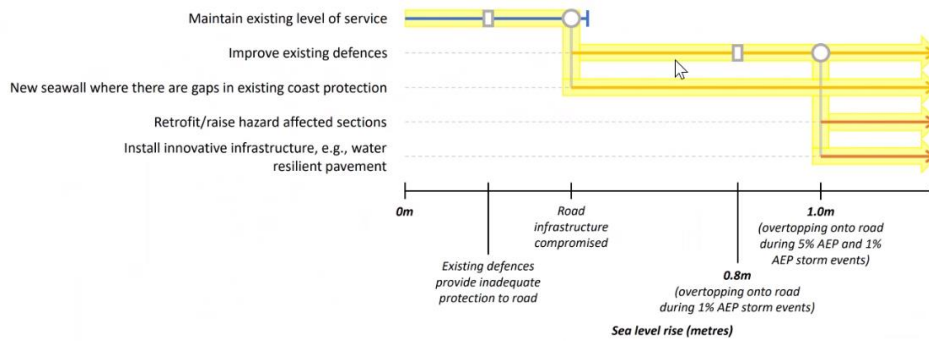 Maintain existing level of service
Improve existing defences
New seawall where there are gaps in existing coast protection
Retrofit/raise hazard affected sections
Install innovative infrastructure, e.g., water
resilient pavement
0m
Road
infrastructure
compromised
1.0m
(overtopping onto road
during 5% AEP and 1%
AEP storm events)
Existing defences
provide inadequate
protection to road
0.8m
(overtopping onto road
during 1% AEP storm events)
Sea level rise (metres)